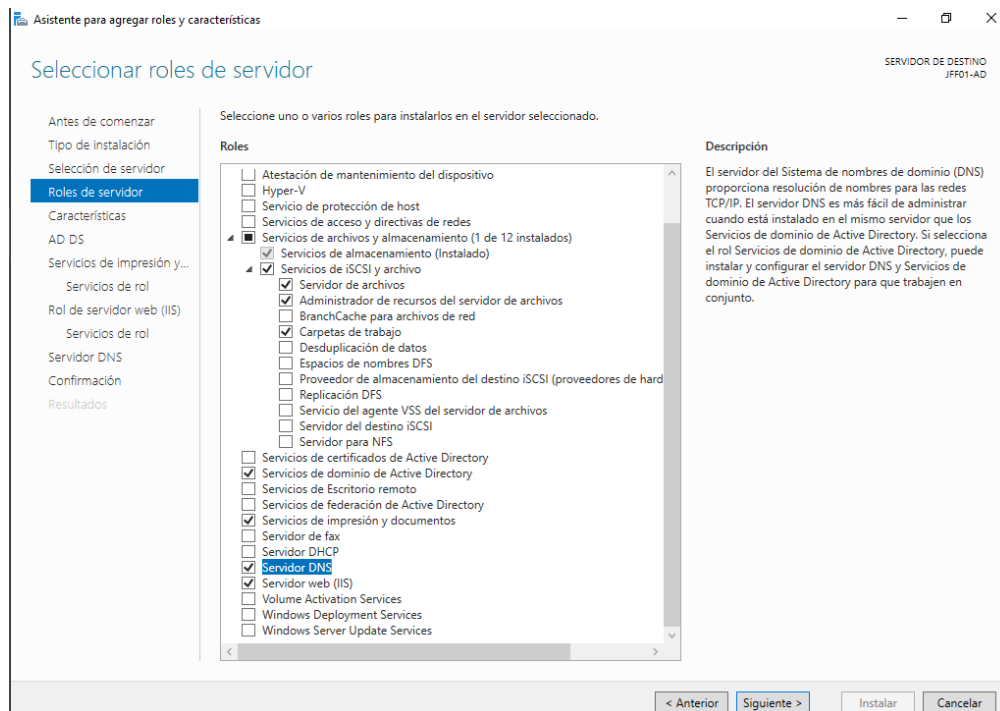 Asistente para agregar roles y características
Seleccionar roles de servidor
SERVIDOR DE DESTINO
JFF01-AD
Antes de comenzar
Tipo de instalación
Selección de servidor
Roles de servidor
Características
AD DS
Servicios de impresión y...
Servicios de rol
Rol de servidor web (IIS)
Servicios de rol
Servidor DNS
Confirmación
Resultados
Seleccione uno o varios roles para instalarlos en el servidor seleccionado.
Roles
Atestación de mantenimiento del dispositivo
Hyper-V
Servicio de protección de host
Servicios de acceso y directivas de redes
Servicios de archivos y almacenamiento (1 de 12 instalados)
Servicios de almacenamiento (Instalado)
Servicios de iSCSI y archivo
Servidor de archivos
Administrador de recursos del servidor de archivos
BranchCache para archivos de red
Carpetas de trabajo
Desduplicación de datos
Espacios de nombres DFS
Proveedor de almacenamiento del destino iSCSI (proveedores de hard
Replicación DFS
Servicio del agente VSS del servidor de archivos
Servidor del destino iSCSI
Servidor para NFS
Servicios de certificados de Active Directory
Servicios de dominio de Active Directory
Servicios de Escritorio remoto
Servicios de federación de Active Directory
Servicios de impresión y documentos
Servidor de fax
Servidor DHCP
Servidor DNS
Servidor web (IIS)
Volume Activation Services
Windows Deployment Services
Windows Server Update Services
Descripción
El servidor del Sistema de nombres de dominio (DNS)
proporciona resolución de nombres para las redes
TCP/IP. El servidor DNS es más fácil de administrar
cuando está instalado en el mismo servidor que los
Servicios de dominio de Active Directory. Si selecciona
el rol Servicios de dominio de Active Directory, puede
instalar y configurar el servidor DNS y Servicios de
dominio de Active Directory para que trabajen en
conjunto.
< Anterior
Siguiente >
Instalar
Cancelar